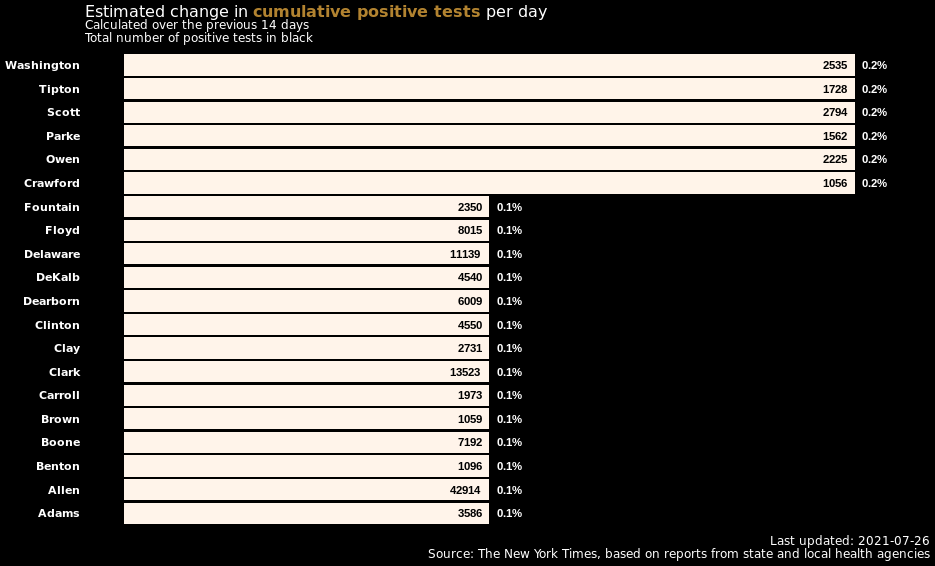 Estimated change in cumulative positive tests per day
Calculated over the previous 14 days
Total number of positive tests in black
Washington 2535 0.2%
Tipton 1728 0.2%
Scott 2794 0.2%
Parke 1562 0.2%
Owen 2225 0.2%
Crawford 1056 0.2%
Fountain 2350 0.1%
Floyd 8015 0.1%
Delaware 11139 0.1%
DeKalb 4540 0.1%
Dearborn 6009 0.1%
Clinton 4550 0.1%
Clay 2731 0.1%
Clark 13523 0.1%
Carroll 1973 0.1%
Brown 1059 0.1%
Boone 7192 0.1%
Benton 1096 0.1%
Allen 42914 0.1%
Adams 3586 0.1%
Last updated: 2021-07-26
Source: The New York Times, based on reports from state and local health agencies